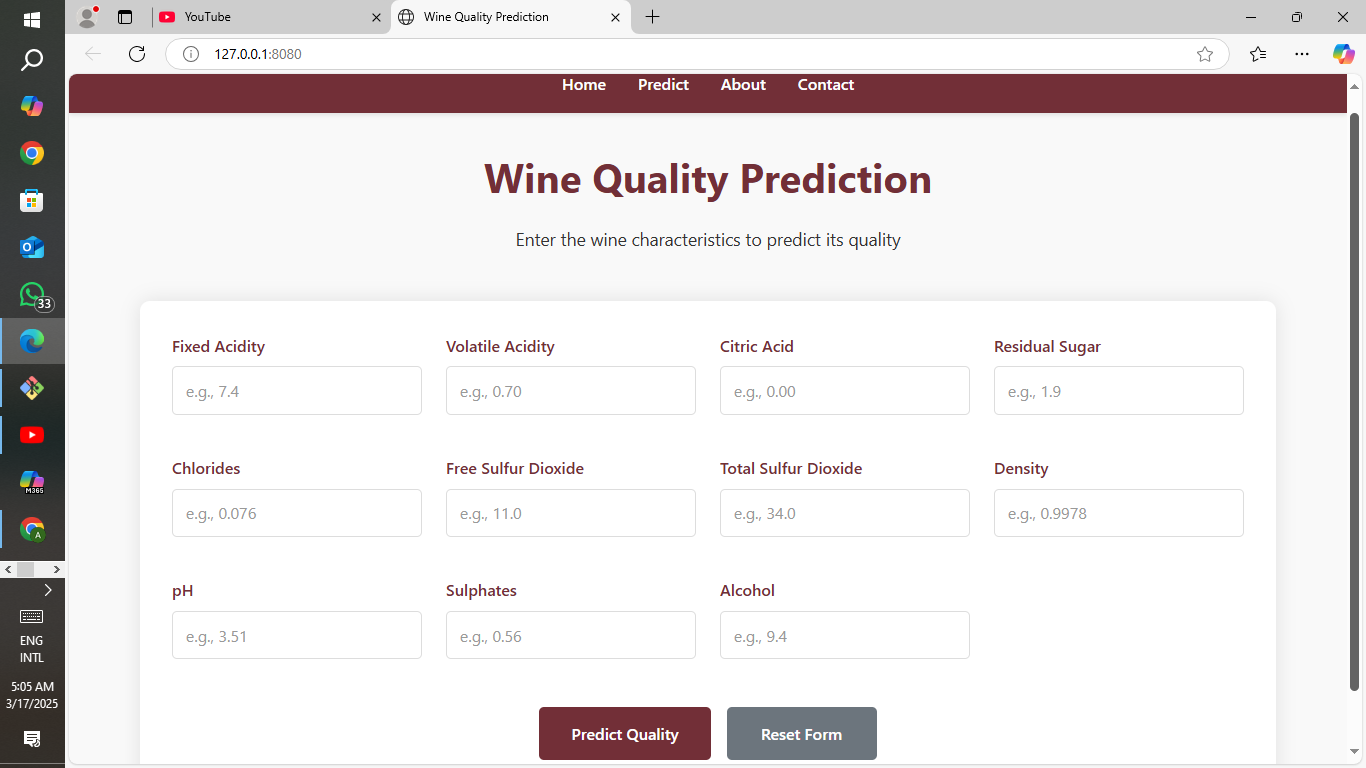 YouTube
Wine Quality Prediction
127.0.0.1:8080
Home Predict About Contact
Wine Quality Prediction
Enter the wine characteristics to predict its quality
Fixed Acidity Volatile Acidity Citric Acid Residual Sugar
e.g., 7.4 e.g., 0.70 e.g., 0.00 e.g., 1.9
Chlorides Free Sulfur Dioxide Total Sulfur Dioxide Density
e.g., 0.076 e.g., 11.0 e.g., 34.0 e.g., 0.9978
pH Sulphates Alcohol
e.g., 3.51 e.g., 0.56 e.g., 9.4
Predict Quality Reset Form
33
M365
A
ENG
INTL
5:05 AM
3/17/2025